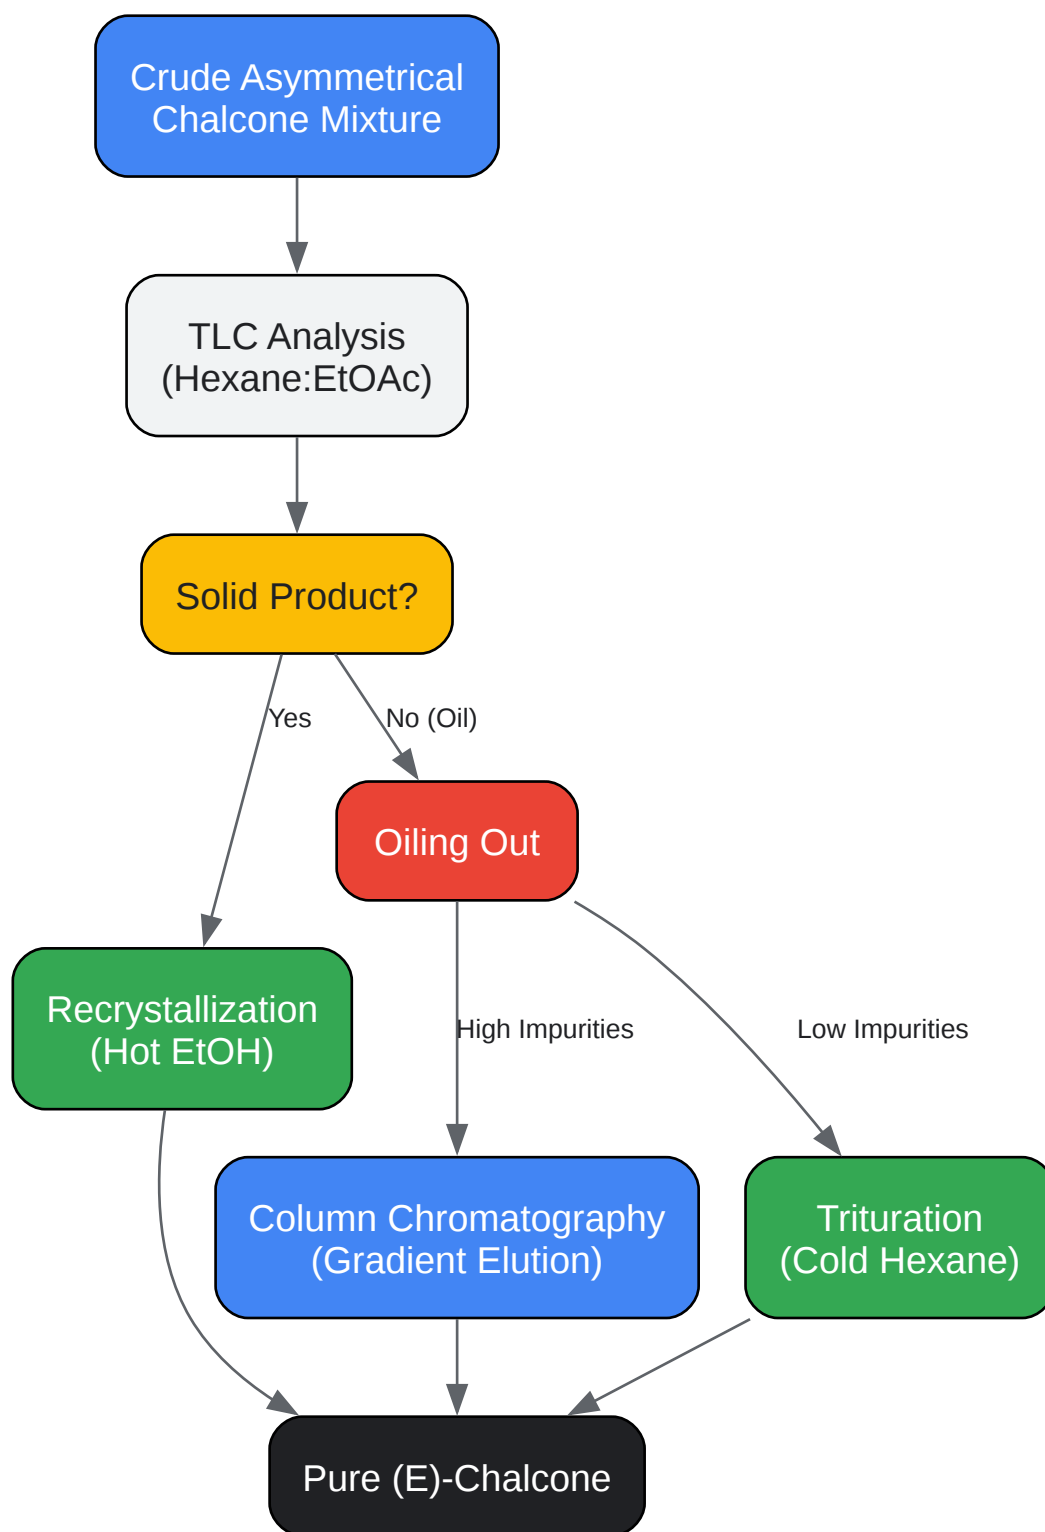 Crude Asymmetrical
Chalcone Mixture
TLC Analysis
(Hexane:EtOAc)
Solid Product?
Yes
No (Oil)
Oiling Out
Recrystallization
(Hot EtOH)
High Impurities
Low Impurities
Column Chromatography
(Gradient Elution)
Trituration
(Cold Hexane)
Pure (E)-Chalcone